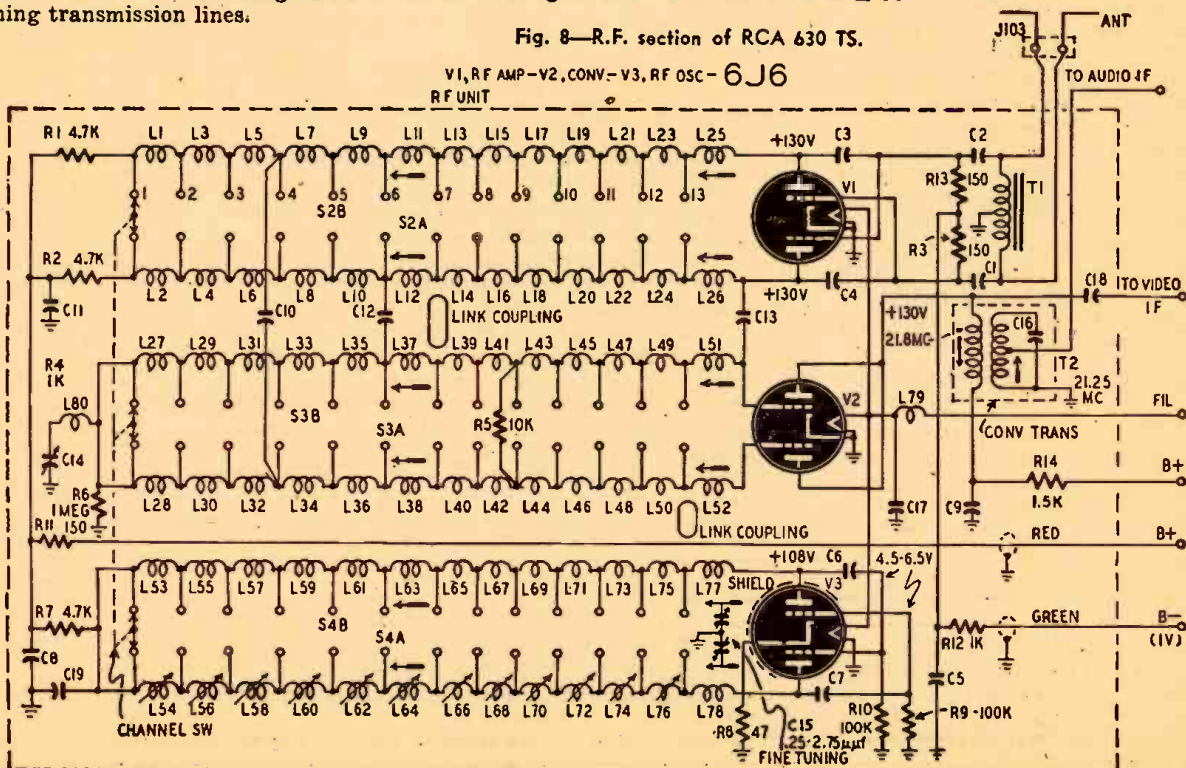 ning transmission lines.
Fig. 8—R.F. section of RCA 630 TS.
V1, RF AMP-V2, CONV-V3, RF OSC- 6J6
RF UNIT
J103
ANT
TO AUDIO IF
R1 4.7K
L1 L3 L5 L7 L9 L11 L13 L15 L17 L19 L21 L23 L25
+130V
C3
C2
1 2 3 4 5 6 7 8 9 10 11 12 13
V1
R13
150
T1
S2B
S2A
R3
150
R2 4.7K
C1
L2 L4 L6 L8 L10 L12 L14 L16 L18 L20 L22 L24 L26
+130V
C4
C18
TO VIDEO
IF
C11
C10
C12
LINK COUPLING
C13
+130V
21.8MC
C16
T2
21.25
MC
R4
1K
L27 L29 L31 L33 L35 L37 L39 L41 L43 L45 L47 L49 L51
L80
V2
L79
FIL
CONV TRANS
S3B
S3A
R5
10K
C14
B+
R14
1.5K
R6
1MEG
L28 L30 L32 L34 L36 L38 L40 L42 L44 L46 L48 L50 L52
C17
C9
R11 150
LINK COUPLING
RED
B+
+108V
C6
4.5-6.5V
L53 L55 L57 L59 L61 L63 L65 L67 L69 L71 L73 L75 L77
SHIELD
V3
GREEN
B-
(1V)
R7 4.7K
S4B
S4A
R12 1K
C8
C19
C7
C5
L54 L56 L58 L60 L62 L64 L66 L68 L70 L72 L74 L76 L78
CHANNEL SW
R8
47
C15
.25-2.75µµf
FINE TUNING
R10
100K
R9-100K